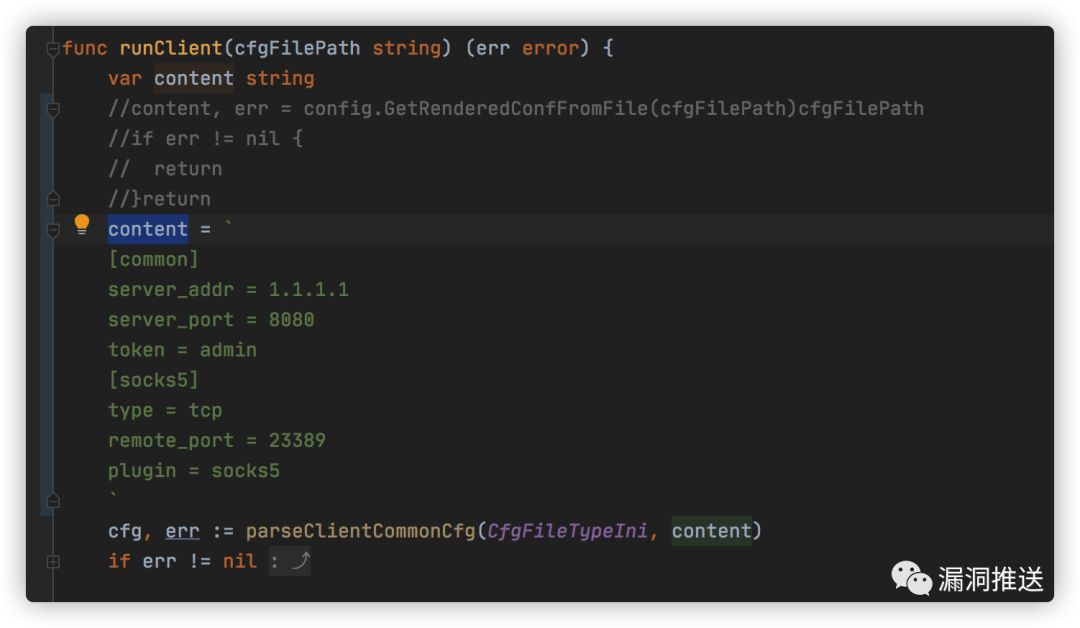 func runClient(cfgFilePath string) (err error) {
var content string
//content, err = config.GetRenderedConfFromFile(cfgFilePath)cfgFilePath
//if err != nil {
//  return
//}return
content = `
[common]
server_addr = 1.1.1.1
server_port = 8080
token = admin
[socks5]
type = tcp
remote_port = 23389
plugin = socks5
`
cfg, err := parseClientCommonCfg(CfgFileTypeIni, content)
if err != nil :
漏洞推送